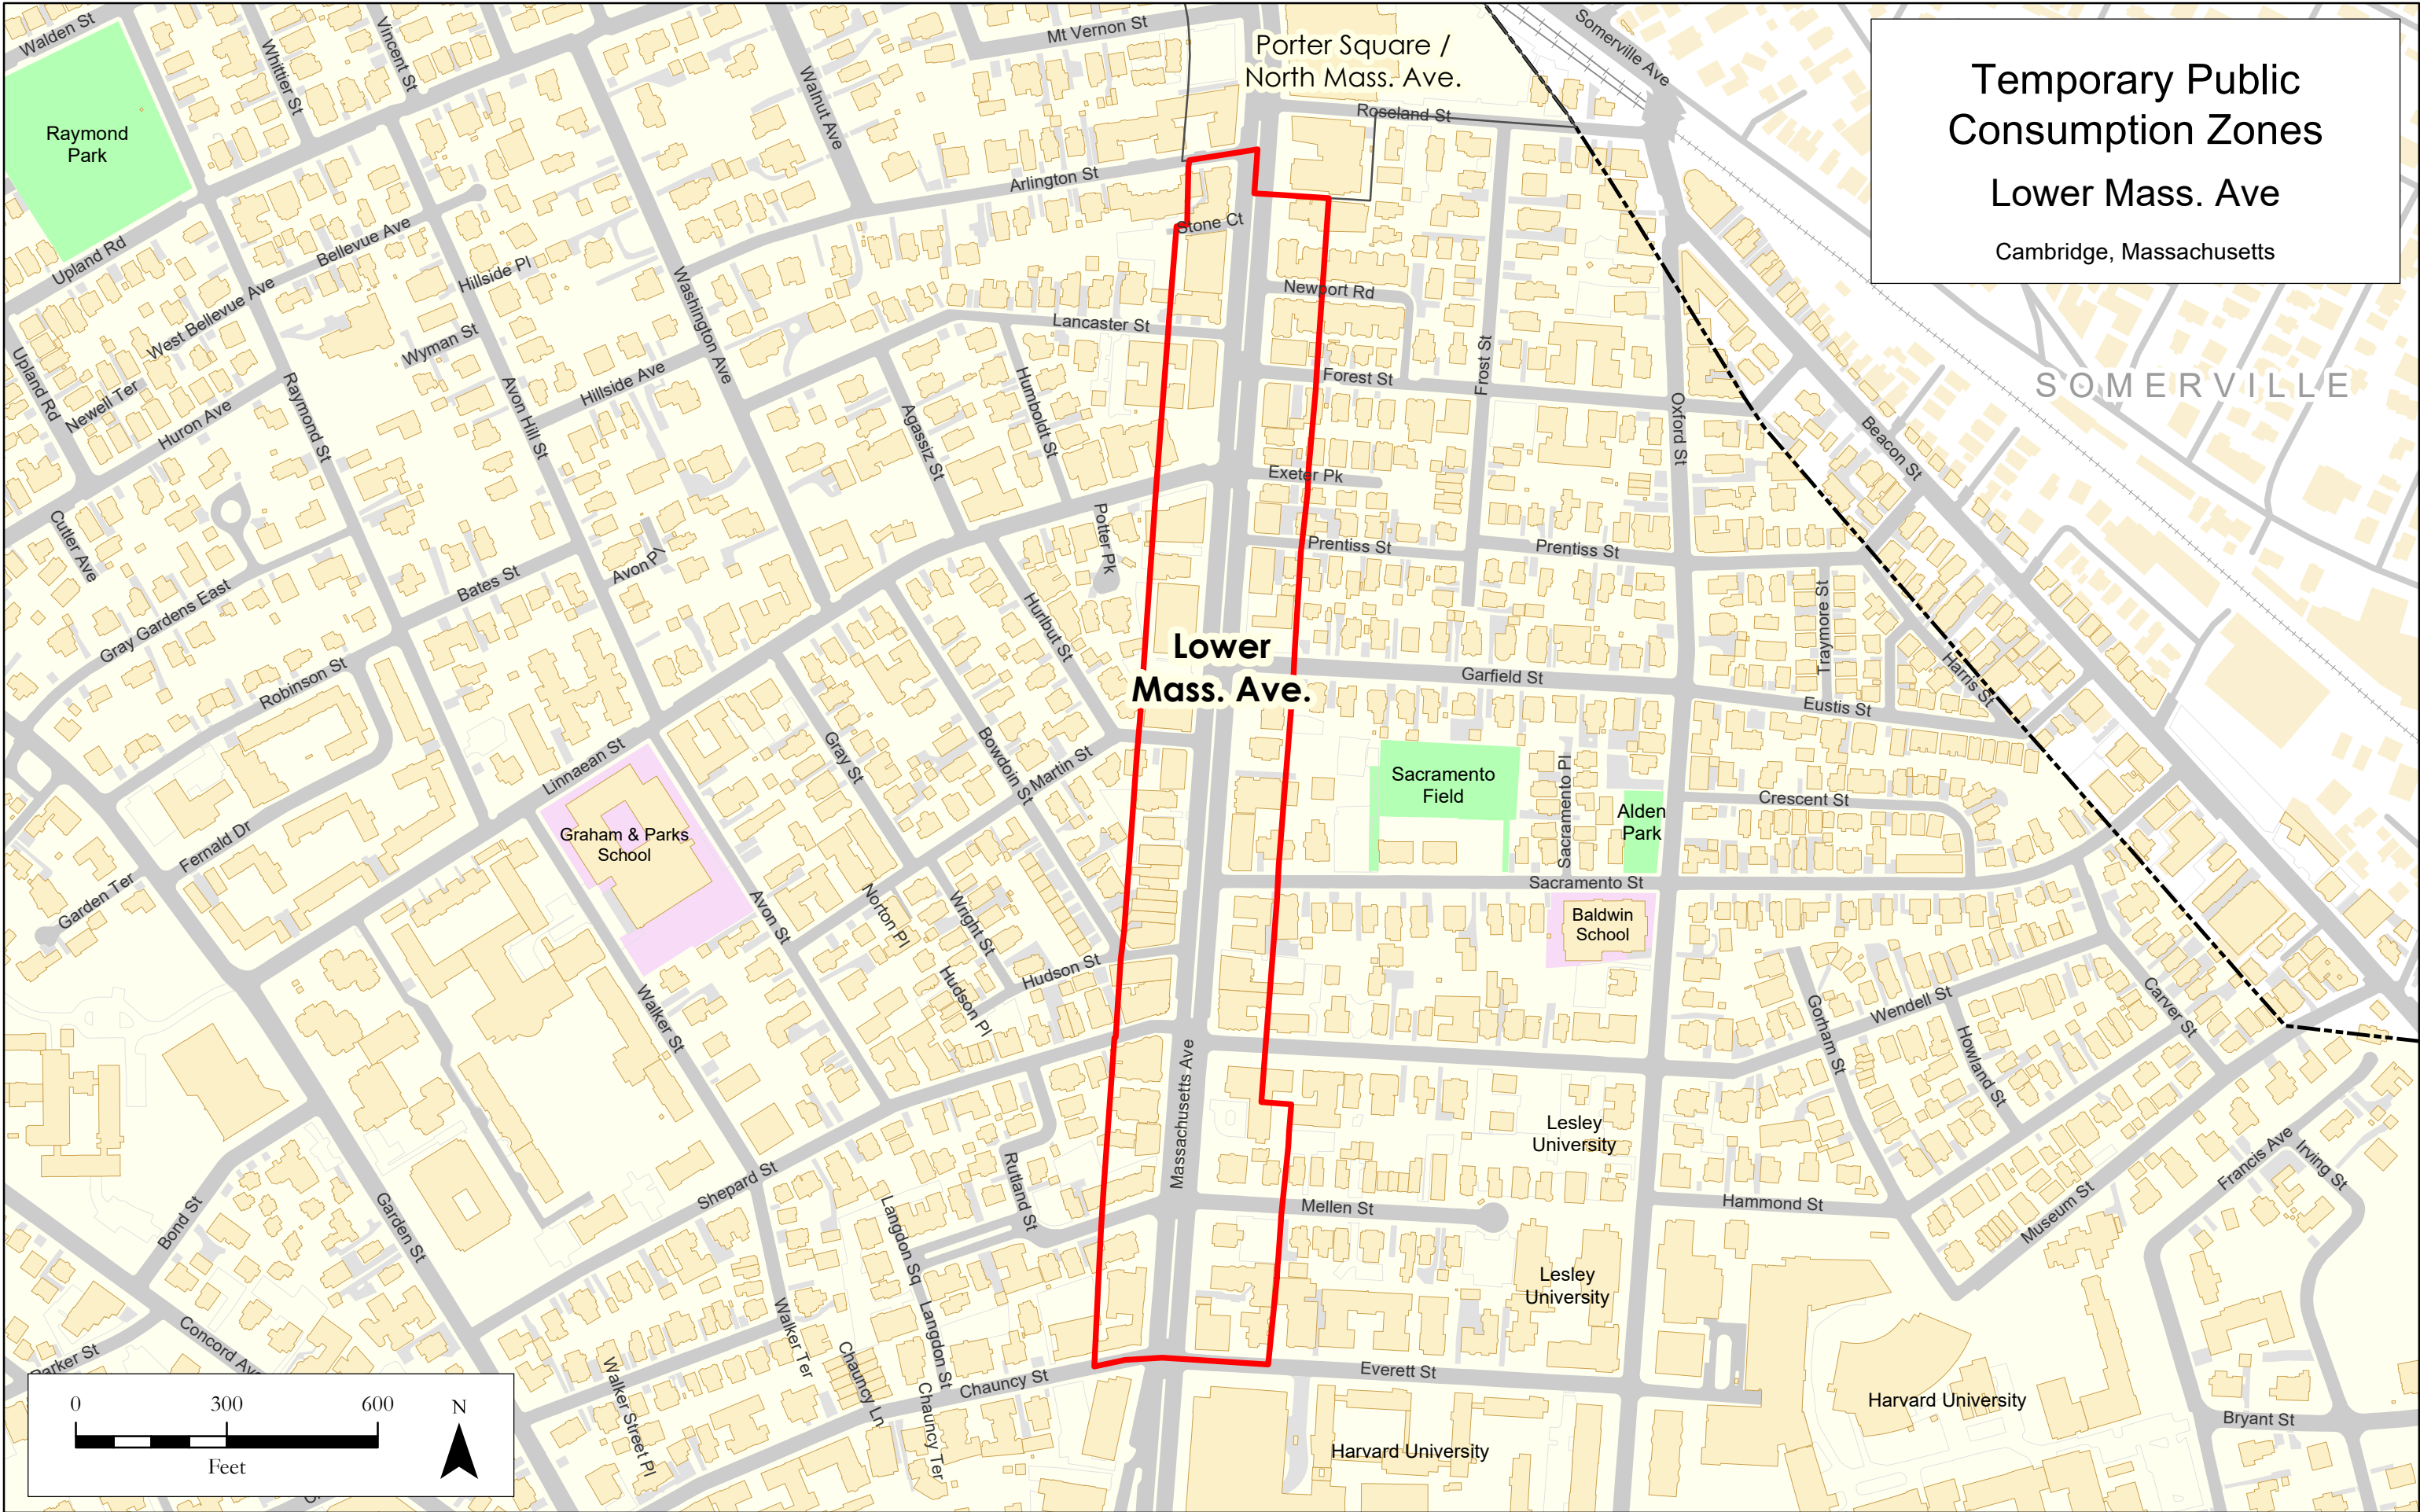 Temporary Public
Consumption Zones
Lower Mass. Ave
Cambridge, Massachusetts
Porter Square /
North Mass. Ave.
Lower
Mass. Ave.
SOMERVILLE
Walden St
Whittier St
Vincent St
Mt Vernon St
Walnut Ave
Somerville Ave
Roseland St
Raymond
Park
Arlington St
Stone Ct
Upland Rd
Bellevue Ave
West Bellevue Ave
Hillside Pl
Washington Ave
Newport Rd
Lancaster St
Wyman St
Upland Rd
Newell Ter
Huron Ave
Raymond St
Avon Hill St
Hillside Ave
Agassiz St
Humboldt St
Forest St
Frost St
Oxford St
Beacon St
Exeter Pk
Cutler Ave
Potter Pk
Prentiss St
Prentiss St
Avon Pl
Bates St
Gray Gardens East
Hurlbut St
Traymore St
Harris St
Robinson St
Garfield St
Eustis St
Linnaean St
Gray St
Bowdoin St
Martin St
Sacramento
Field
Sacramento Pl
Alden
Park
Crescent St
Graham & Parks
School
Fernald Dr
Garden Ter
Sacramento St
Baldwin
School
Avon St
Norton Pl
Wright St
Hudson St
Hudson Pl
Walker St
Gorham St
Wendell St
Carver St
Howland St
Massachusetts Ave
Lesley
University
Shepard St
Rutland St
Mellen St
Hammond St
Museum St
Francis Ave
Irving St
Bond St
Garden St
Langdon Sq
Lesley
University
Concord Ave
Parker St
Walker Ter
Langdon St
Walker Street Pl
Chauncy Ln
Chauncy Ter
Chauncy St
Everett St
Harvard University
Harvard University
Bryant St
0 300 600
Feet
N